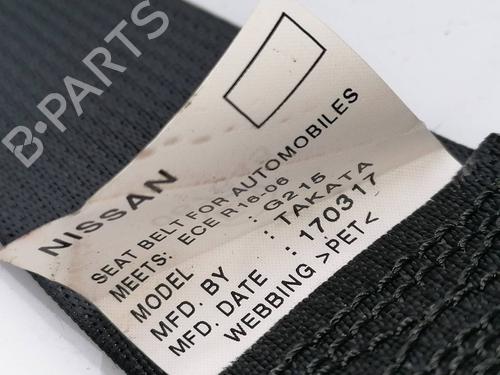 B-PARTS
NISSAN
SEAT BELT FOR AUTOMOBILES
MEETS: ECE R16-06
MODEL : G215
MFD. BY : TAKATA
MFD. DATE : 170317
WEBBING >PET<